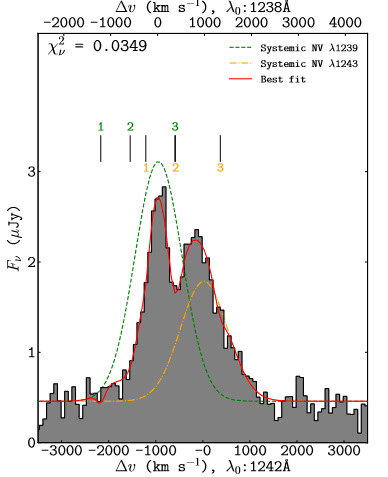 Δv (km s⁻¹), λ₀:1238Å
-2000 -1000 0 1000 2000 3000 4000
χ²ᵥ = 0.0349
Systemic NV λ1239
Systemic NV λ1243
Best fit
1 2 3
1 2 3
Fᵥ (μJy)
3
2
1
0
-3000 -2000 -1000 -0 1000 2000 3000
Δv (km s⁻¹), λ₀:1242Å